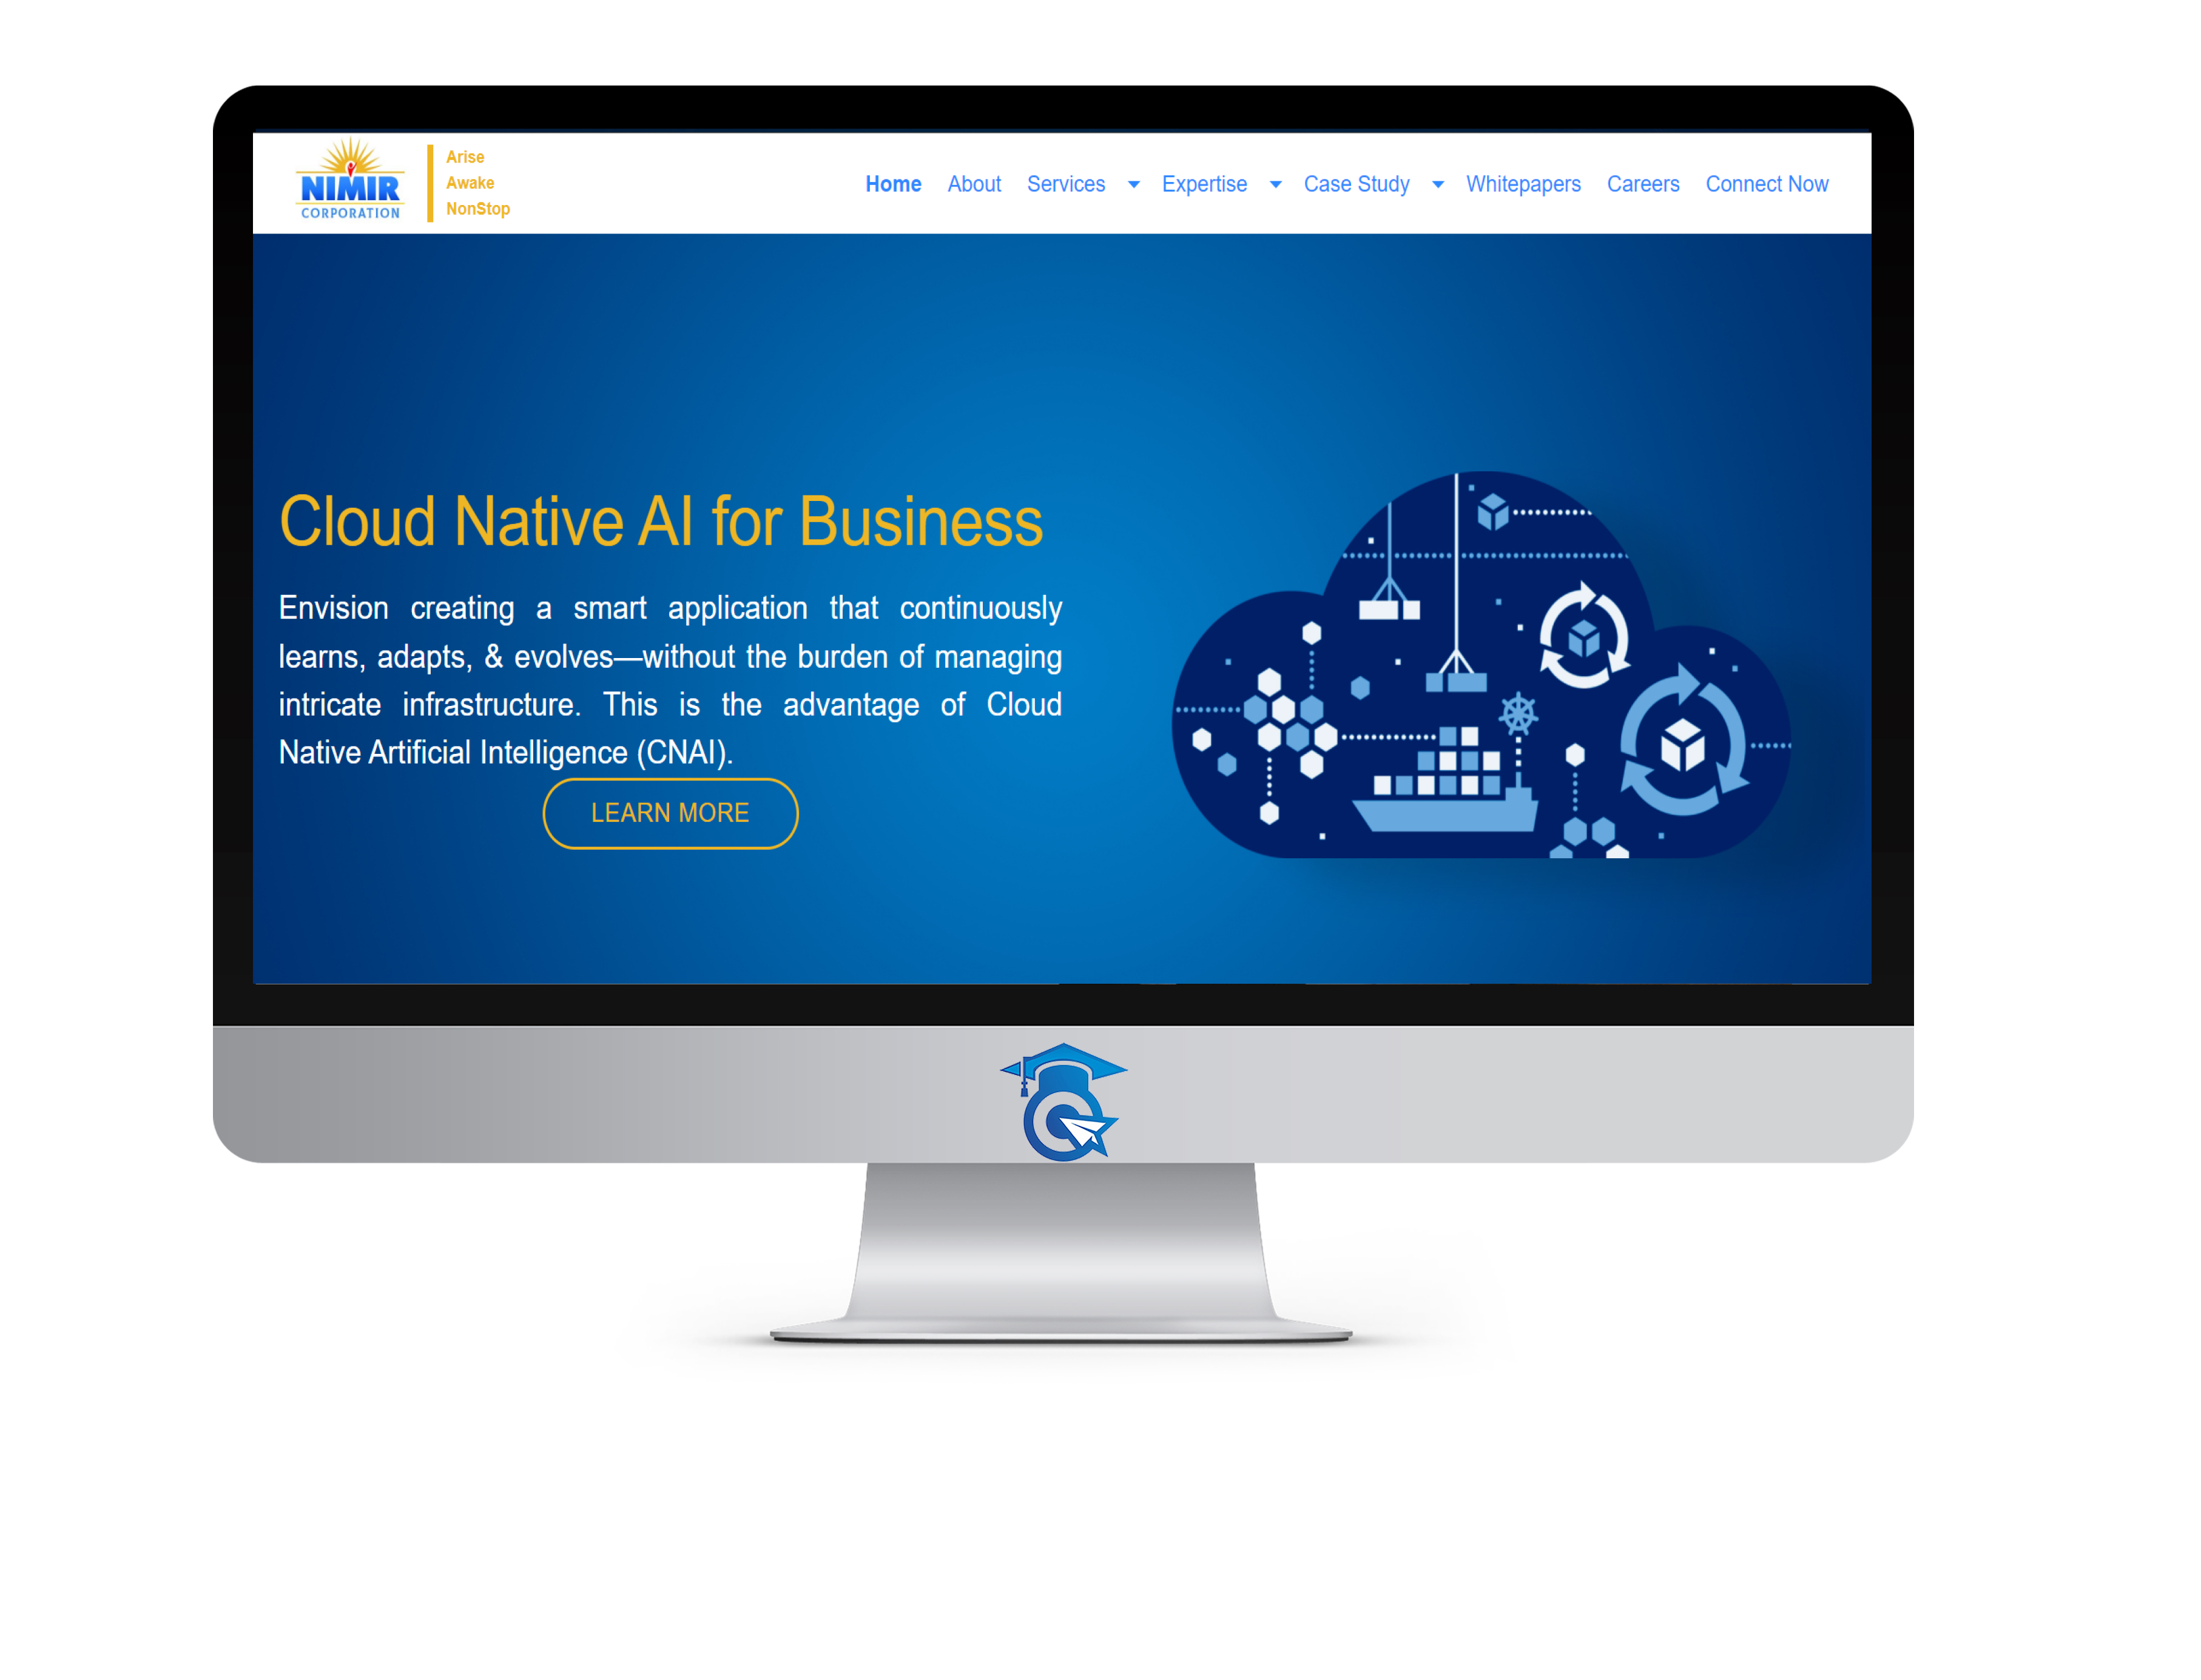 NIMIR
CORPORATION
Arise
Awake
NonStop
Home About Services Expertise Case Study Whitepapers Careers Connect Now
Cloud Native AI for Business
Envision creating a smart application that continuously
learns, adapts, & evolves—without the burden of managing
intricate infrastructure. This is the advantage of Cloud
Native Artificial Intelligence (CNAI).
LEARN MORE